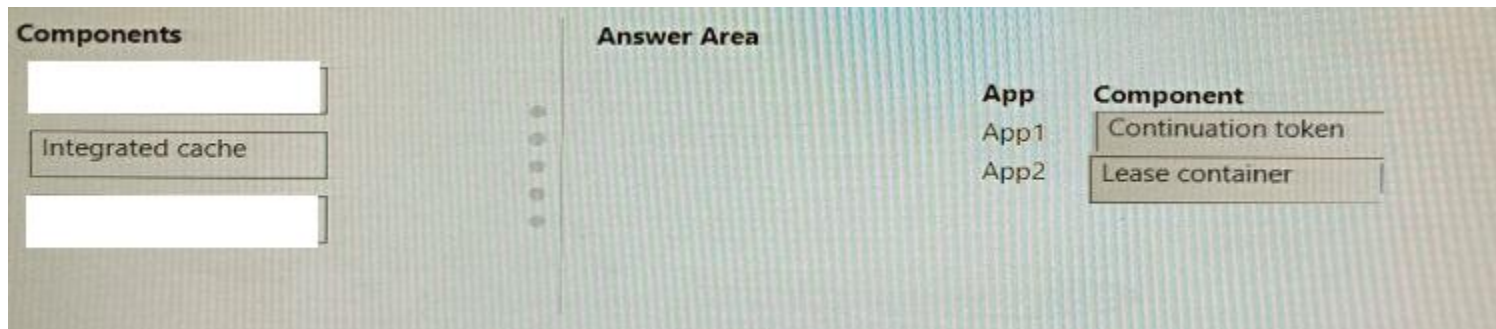 Components
Integrated cache
Answer Area
App Component
App1 Continuation token
App2 Lease container